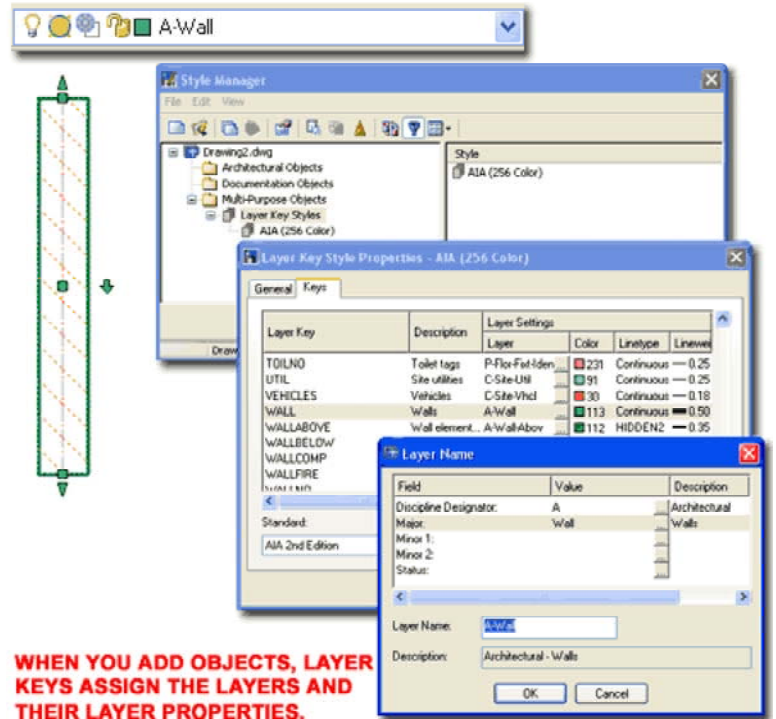 A-Wall
Style Manager
File Edit View
Drawing2.dwg
Architectural Objects
Documentation Objects
Multi-Purpose Objects
Layer Key Styles
AIA (256 Color)
Style
AIA (256 Color)
Layer Key Style Properties - AIA (256 Color)
General Keys
Layer Key Description Layer Settings
Layer Color Linetype Linewei
TOILNO Toilet tags P-Flor-Fixt-Iden ... 231 Continuous 0.25
UTIL Site utilities C-Site-Util ... 91 Continuous 0.25
VEHICLES Vehicles C-Site-Vhcl ... 30 Continuous 0.18
WALL Walls A-Wall ... 113 Continuous 0.50
WALLABOVE Wall element... A-Wall-Abov ... 112 HIDDEN2 0.35
WALLBELOW
WALLCOMP
WALLFIRE
WALLNO
Standard:
AIA 2nd Edition
Draw
Layer Name
Field Value Description
Discipline Designator: A ... Architectural
Major: Wall ... Walls
Minor 1: ...
Minor 2: ...
Status: ...
Layer Name: A-Wall
Description: Architectural - Walls
OK Cancel
WHEN YOU ADD OBJECTS, LAYER
KEYS ASSIGN THE LAYERS AND
THEIR LAYER PROPERTIES.